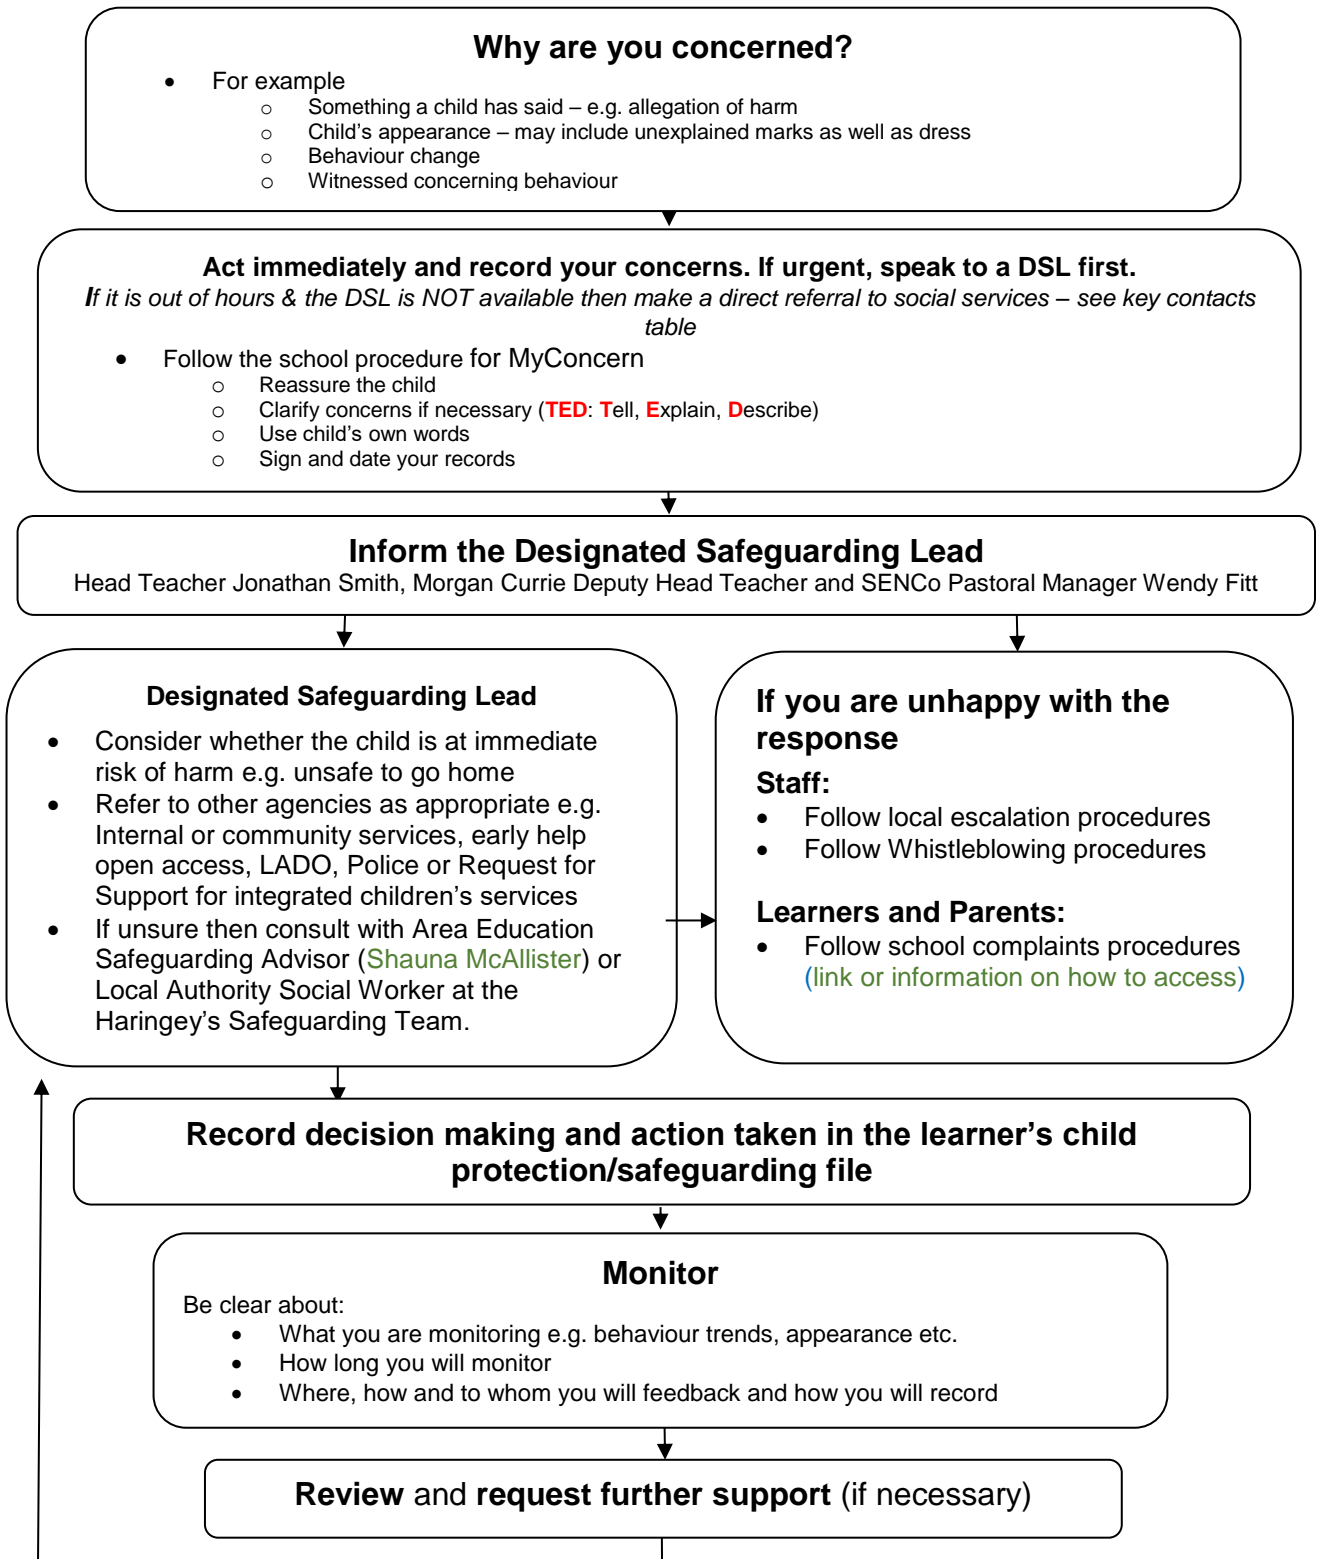 Why are you concerned?
• For example
o Something a child has said – e.g. allegation of harm
o Child's appearance – may include unexplained marks as well as dress
o Behaviour change
o Witnessed concerning behaviour
Act immediately and record your concerns. If urgent, speak to a DSL first.
If it is out of hours & the DSL is NOT available then make a direct referral to social services – see key contacts
table
• Follow the school procedure for MyConcern
o Reassure the child
o Clarify concerns if necessary (TED: Tell, Explain, Describe)
o Use child's own words
o Sign and date your records
Inform the Designated Safeguarding Lead
Head Teacher Jonathan Smith, Morgan Currie Deputy Head Teacher and SENCo Pastoral Manager Wendy Fitt
Designated Safeguarding Lead
• Consider whether the child is at immediate
risk of harm e.g. unsafe to go home
• Refer to other agencies as appropriate e.g.
Internal or community services, early help
open access, LADO, Police or Request for
Support for integrated children's services
• If unsure then consult with Area Education
Safeguarding Advisor (Shauna McAllister) or
Local Authority Social Worker at the
Haringey's Safeguarding Team.
If you are unhappy with the
response
Staff:
• Follow local escalation procedures
• Follow Whistleblowing procedures
Learners and Parents:
• Follow school complaints procedures
(link or information on how to access)
Record decision making and action taken in the learner's child
protection/safeguarding file
Monitor
Be clear about:
• What you are monitoring e.g. behaviour trends, appearance etc.
• How long you will monitor
• Where, how and to whom you will feedback and how you will record
Review and request further support (if necessary)